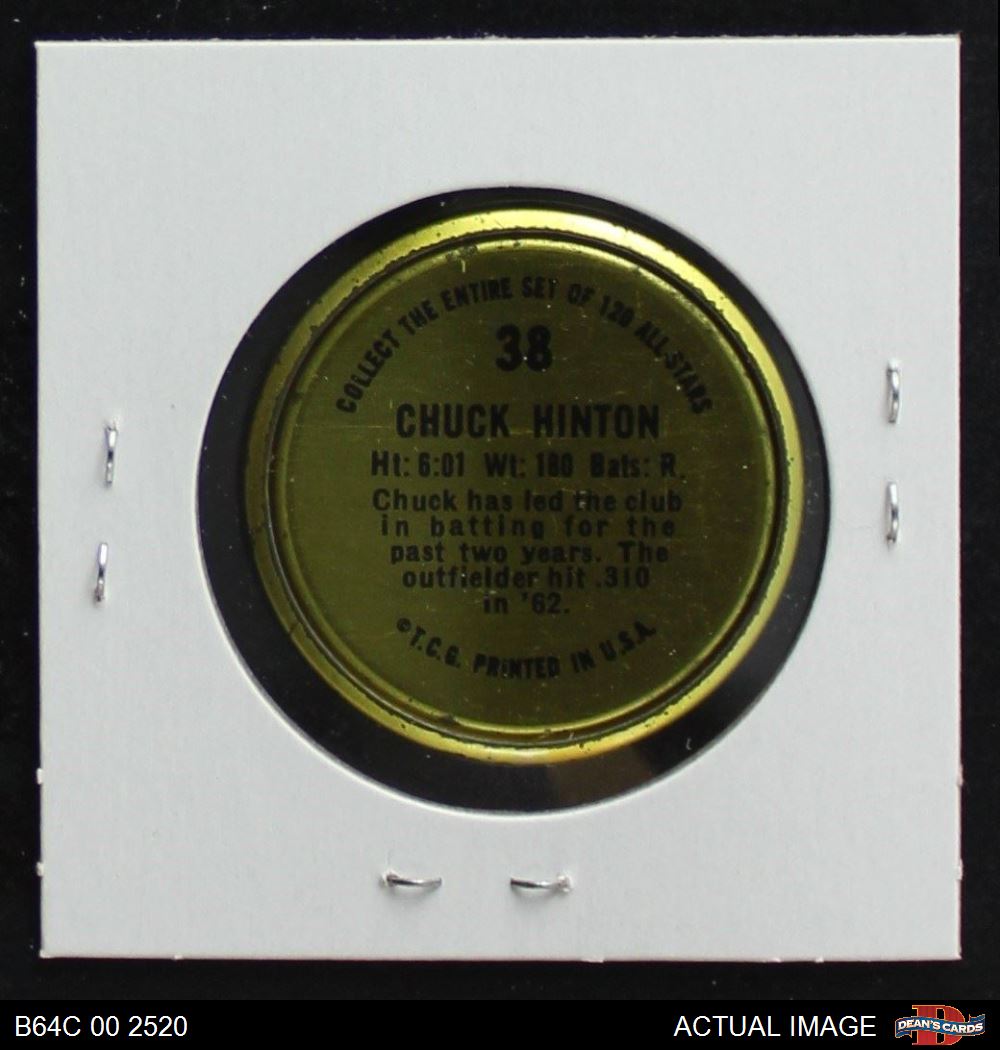 COLLECT THE ENTIRE SET OF 120 ALL-STARS
38
CHUCK HINTON
Ht: 6:01 Wt: 180 Bats: R.
Chuck has led the club
in batting for the
past two years. The
outfielder hit .310
in '62.
©T.C.G. PRINTED IN U.S.A.
B64C 00 2520
ACTUAL IMAGE
DEAN'S CARDS